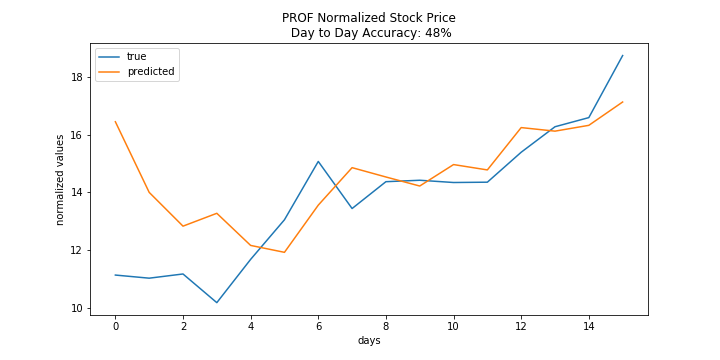 PROF Normalized Stock Price
Day to Day Accuracy: 48%
true
predicted
normalized values
18
16
14
12
10
0 2 4 6 8 10 12 14
days